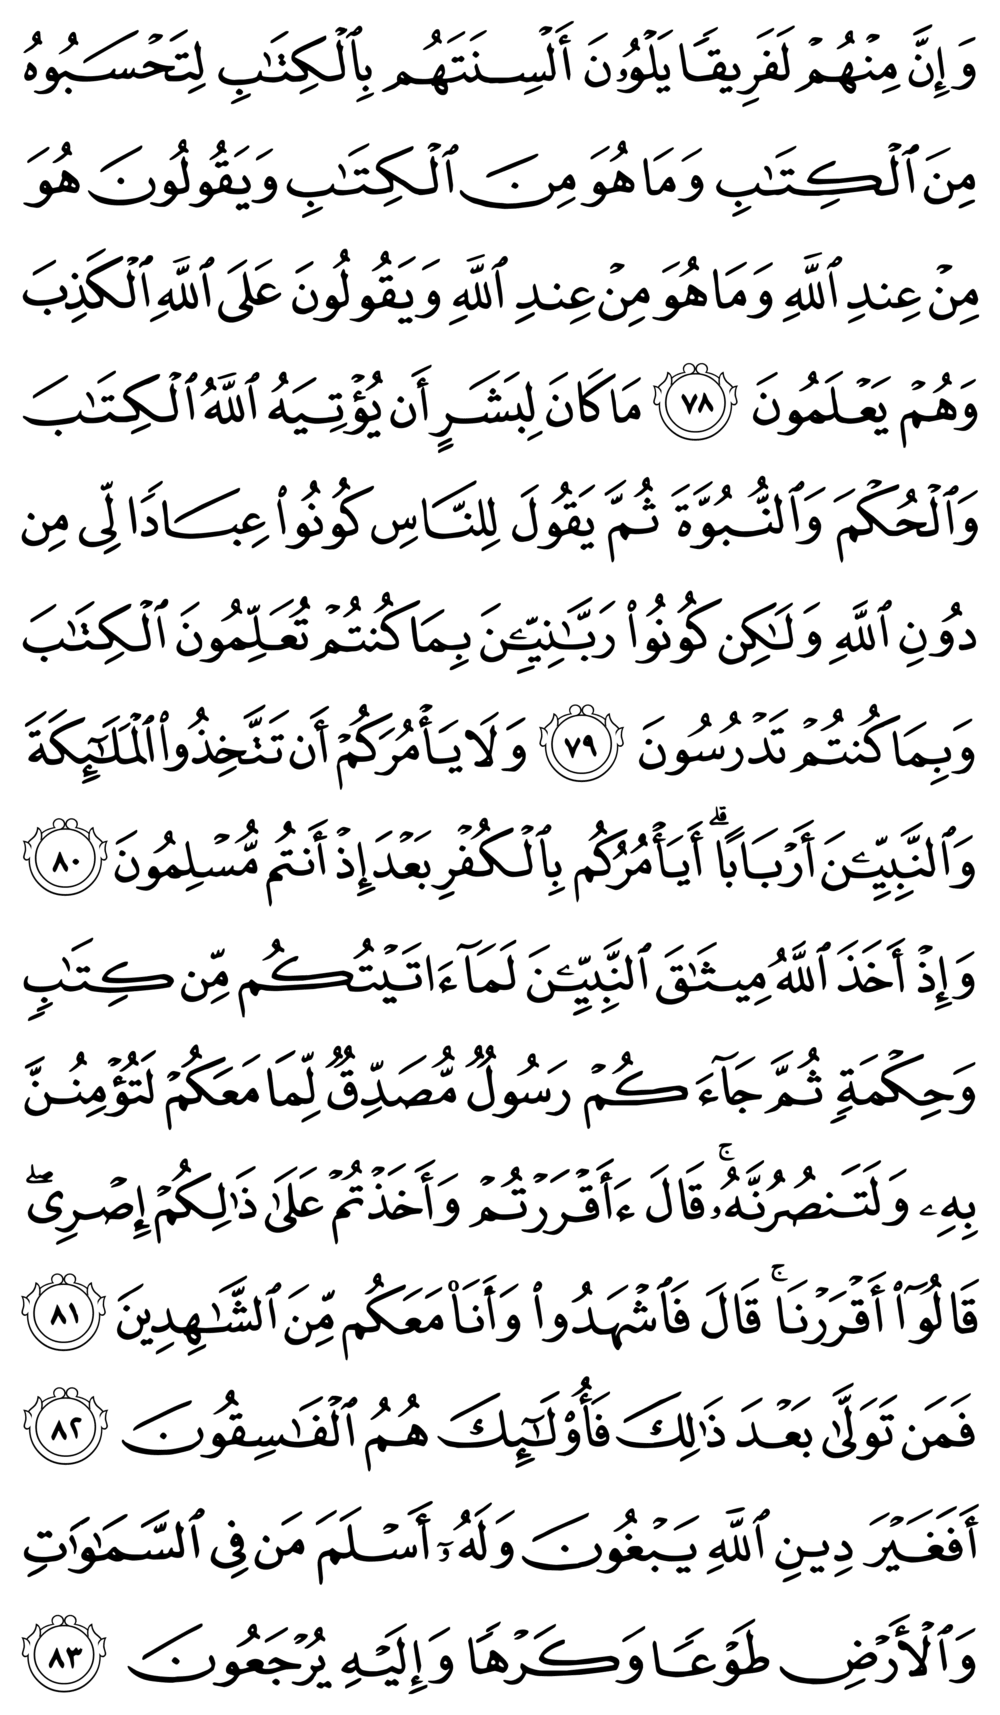 وَإِنَّ مِنۡهُمۡ لَفَرِيقٗا يَلۡوُۥنَ أَلۡسِنَتَهُم بِٱلۡكِتَٰبِ لِتَحۡسَبُوهُ
مِنَ ٱلۡكِتَٰبِ وَمَا هُوَ مِنَ ٱلۡكِتَٰبِ وَيَقُولُونَ هُوَ
مِنۡ عِندِ ٱللَّهِ وَمَا هُوَ مِنۡ عِندِ ٱللَّهِ وَيَقُولُونَ عَلَى ٱللَّهِ ٱلۡكَذِبَ
وَهُمۡ يَعۡلَمُونَ ٧٨ مَا كَانَ لِبَشَرٍ أَن يُؤۡتِيَهُ ٱللَّهُ ٱلۡكِتَٰبَ
وَٱلۡحُكۡمَ وَٱلنُّبُوَّةَ ثُمَّ يَقُولَ لِلنَّاسِ كُونُواْ عِبَادٗا لِّي مِن
دُونِ ٱللَّهِ وَلَٰكِن كُونُواْ رَبَّٰنِيِّۧنَ بِمَا كُنتُمۡ تُعَلِّمُونَ ٱلۡكِتَٰبَ
وَبِمَا كُنتُمۡ تَدۡرُسُونَ ٧٩ وَلَا يَأۡمُرَكُمۡ أَن تَتَّخِذُواْ ٱلۡمَلَٰٓئِكَةَ
وَٱلنَّبِيِّۧنَ أَرۡبَابًاۗ أَيَأۡمُرُكُم بِٱلۡكُفۡرِ بَعۡدَ إِذۡ أَنتُم مُّسۡلِمُونَ ٨٠
وَإِذۡ أَخَذَ ٱللَّهُ مِيثَٰقَ ٱلنَّبِيِّۧنَ لَمَآ ءَاتَيۡتُكُم مِّن كِتَٰبٖ
وَحِكۡمَةٖ ثُمَّ جَآءَكُمۡ رَسُولٞ مُّصَدِّقٞ لِّمَا مَعَكُمۡ لَتُؤۡمِنُنَّ
بِهِۦ وَلَتَنصُرُنَّهُۥۚ قَالَ ءَأَقۡرَرۡتُمۡ وَأَخَذۡتُمۡ عَلَىٰ ذَٰلِكُمۡ إِصۡرِيۖ
قَالُوٓاْ أَقۡرَرۡنَاۚ قَالَ فَٱشۡهَدُواْ وَأَنَا۠ مَعَكُم مِّنَ ٱلشَّٰهِدِينَ ٨١
فَمَن تَوَلَّىٰ بَعۡدَ ذَٰلِكَ فَأُوْلَٰٓئِكَ هُمُ ٱلۡفَٰسِقُونَ ٨٢
أَفَغَيۡرَ دِينِ ٱللَّهِ يَبۡغُونَ وَلَهُۥٓ أَسۡلَمَ مَن فِي ٱلسَّمَٰوَٰتِ
وَٱلۡأَرۡضِ طَوۡعٗا وَكَرۡهٗا وَإِلَيۡهِ يُرۡجَعُونَ ٨٣